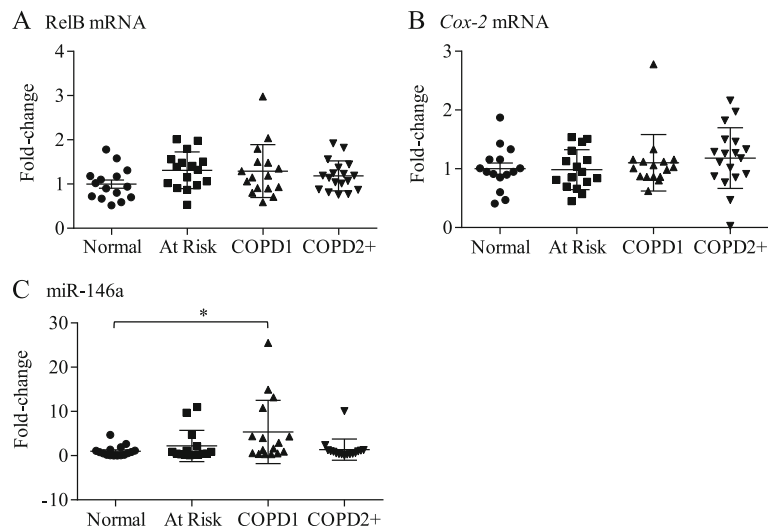 A RelB mRNA
B Cox-2 mRNA
4
3
2
1
0
Fold-change
Normal At Risk COPD1 COPD2+
3
2
1
0
Fold-change
Normal At Risk COPD1 COPD2+
C miR-146a
30
20
10
0
-10
Fold-change
*
Normal At Risk COPD1 COPD2+